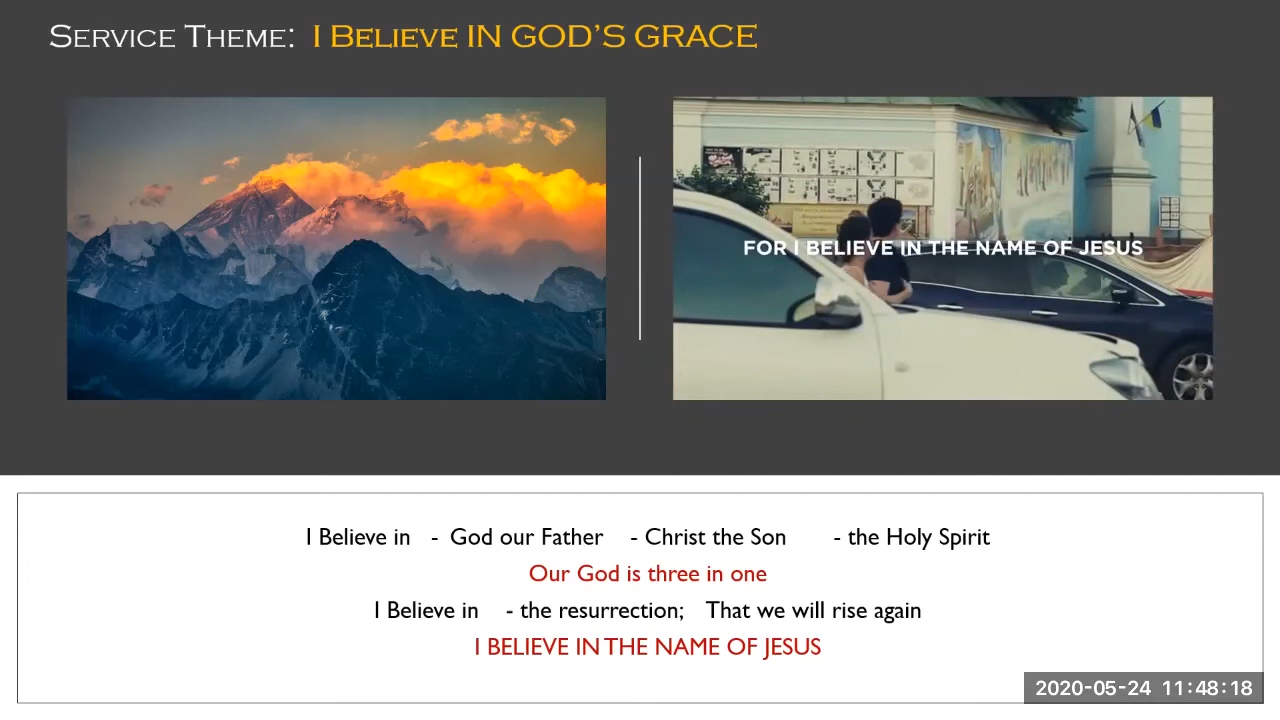 SERVICE THEME: I BELIEVE IN GOD'S GRACE
FOR I BELIEVE IN THE NAME OF JESUS
I Believe in - God our Father - Christ the Son - the Holy Spirit
Our God is three in one
I Believe in - the resurrection; That we will rise again
I BELIEVE IN THE NAME OF JESUS
2020-05-24 11:48:18